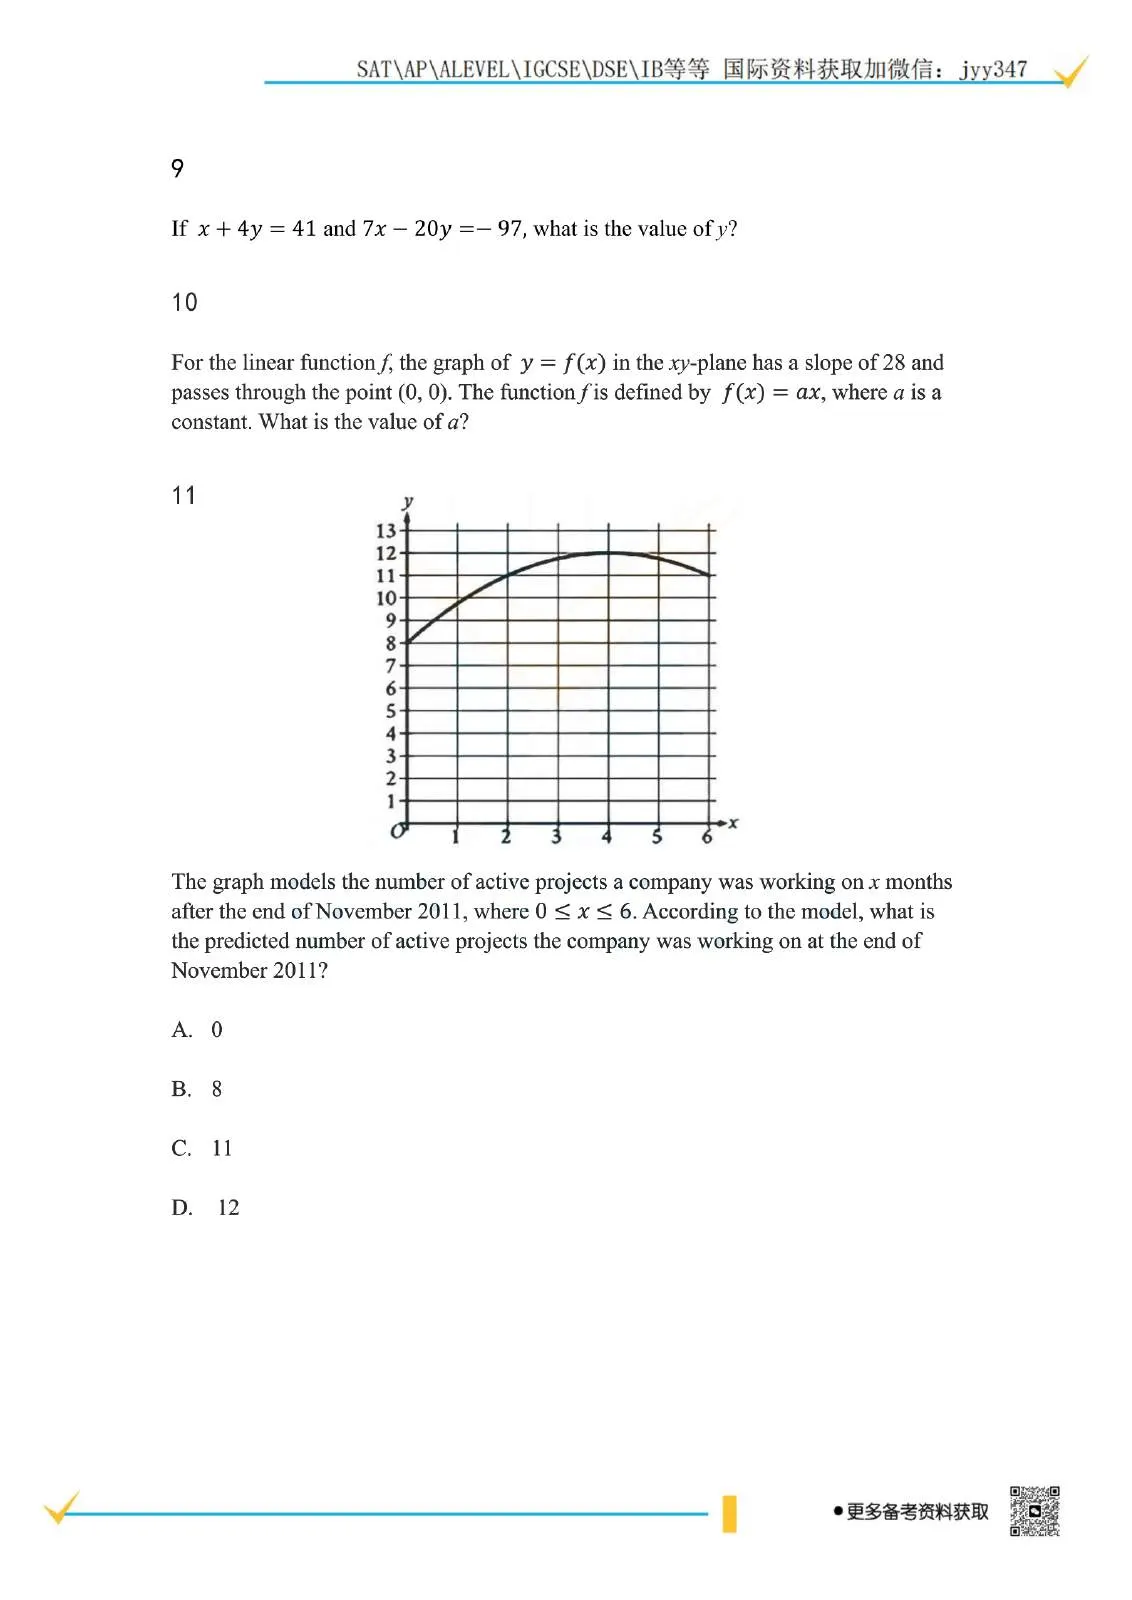 SAT\AP\ALEVEL\IGCSE\DSE\IB等等 国际资料获取加微信：jyy347
9
If x + 4y = 41 and 7x − 20y =− 97, what is the value of y?
10
For the linear function f, the graph of y = f(x) in the xy-plane has a slope of 28 and
passes through the point (0, 0). The function f is defined by f(x) = ax, where a is a
constant. What is the value of a?
11
y
13
12
11
10
9
8
7
6
5
4
3
2
1
O
1 2 3 4 5 6 x
The graph models the number of active projects a company was working on x months
after the end of November 2011, where 0 ≤ x ≤ 6. According to the model, what is
the predicted number of active projects the company was working on at the end of
November 2011?
A. 0
B. 8
C. 11
D. 12
●更多备考资料获取